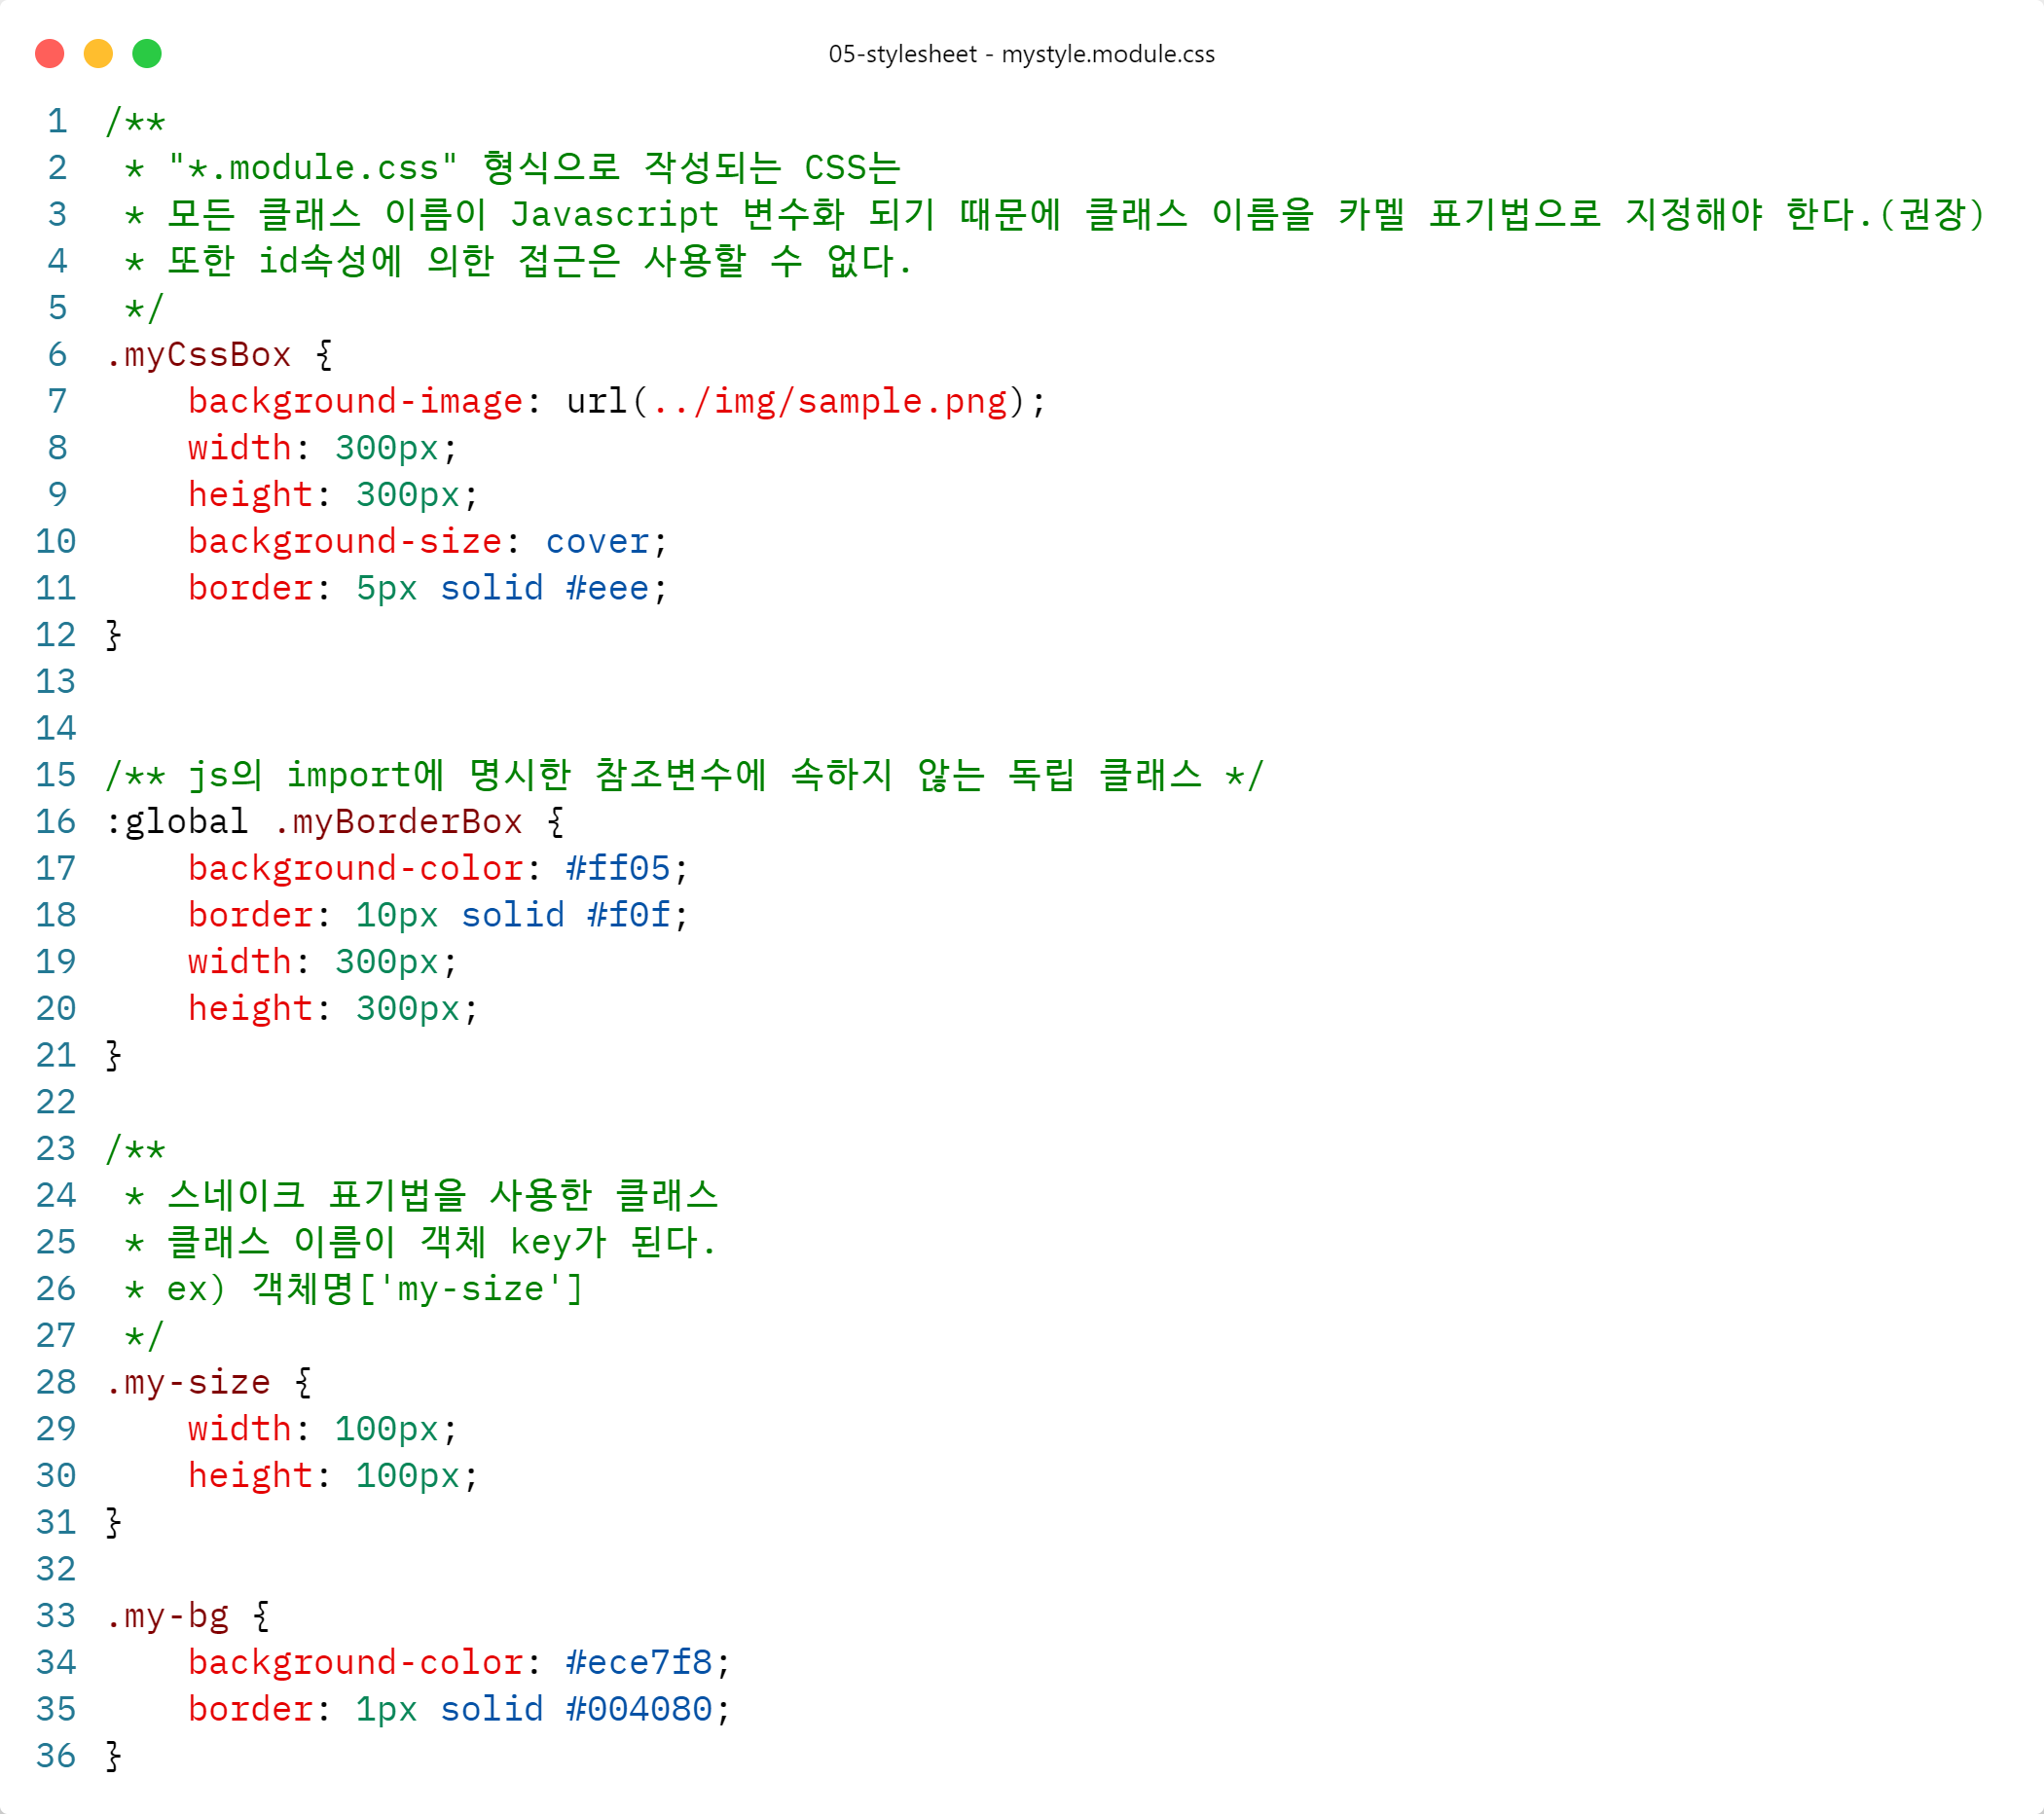 05-stylesheet - mystyle.module.css
1 /**
2  * "*.module.css" 형식으로 작성되는 CSS는
3  * 모든 클래스 이름이 Javascript 변수화 되기 때문에 클래스 이름을 카멜 표기법으로 지정해야 한다.(권장)
4  * 또한 id속성에 의한 접근은 사용할 수 없다.
5  */
6 .myCssBox {
7     background-image: url(../img/sample.png);
8     width: 300px;
9     height: 300px;
10     background-size: cover;
11     border: 5px solid #eee;
12 }
13
14
15 /** js의 import에 명시한 참조변수에 속하지 않는 독립 클래스 */
16 :global .myBorderBox {
17     background-color: #ff05;
18     border: 10px solid #f0f;
19     width: 300px;
20     height: 300px;
21 }
22
23 /**
24  * 스네이크 표기법을 사용한 클래스
25  * 클래스 이름이 객체 key가 된다.
26  * ex) 객체명['my-size']
27  */
28 .my-size {
29     width: 100px;
30     height: 100px;
31 }
32
33 .my-bg {
34     background-color: #ece7f8;
35     border: 1px solid #004080;
36 }